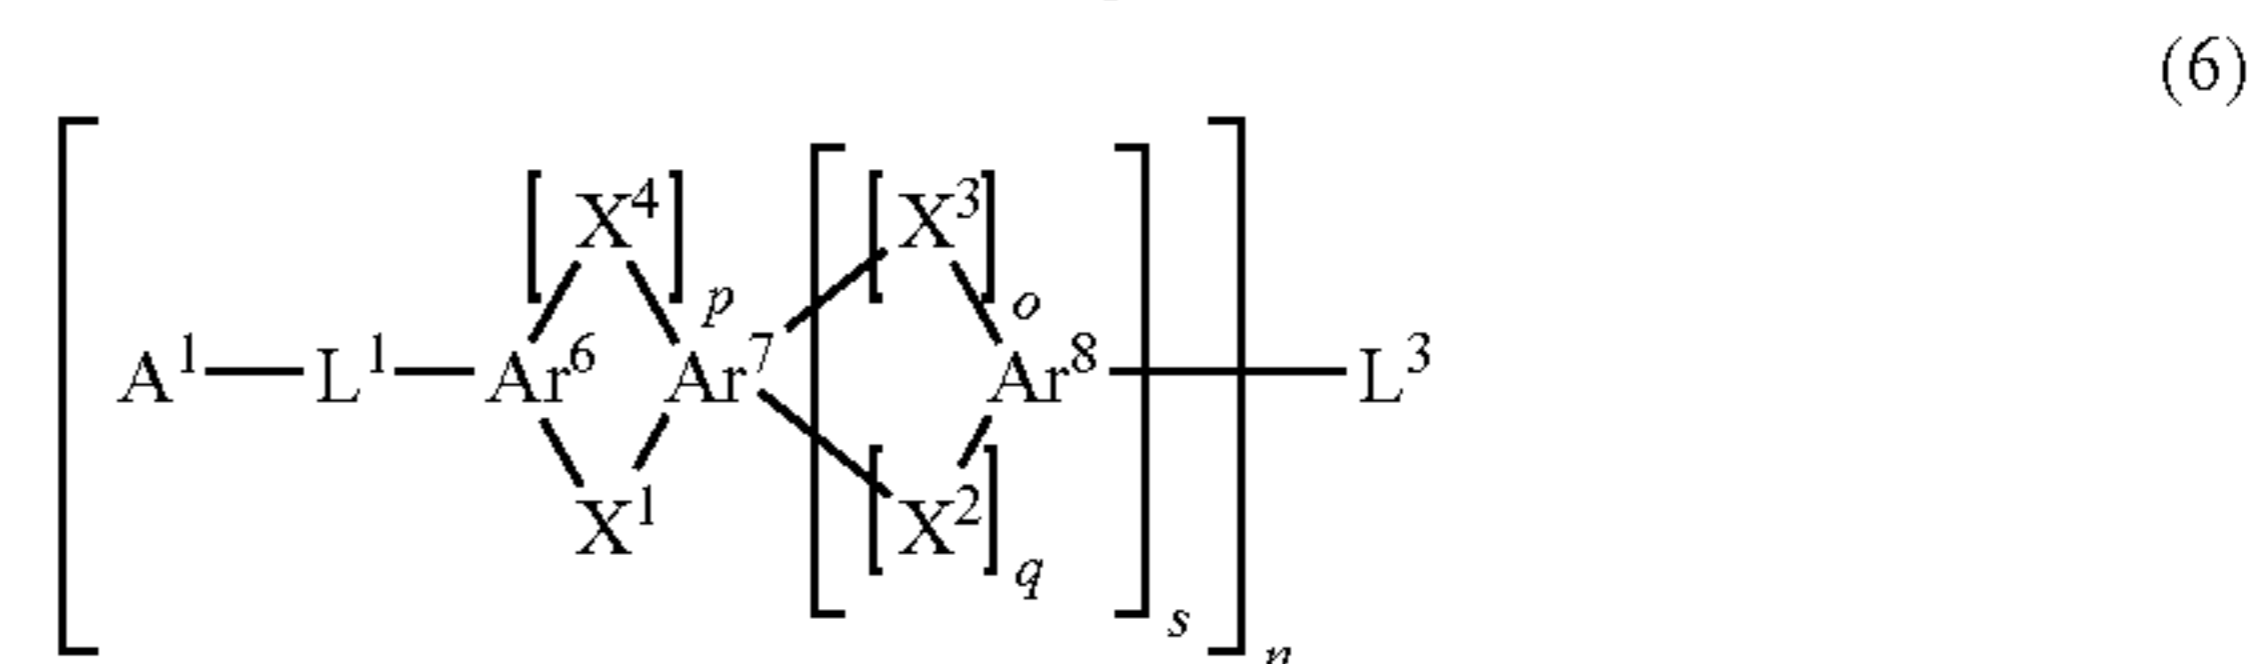 (6)
X⁴ X³
p o
A¹—L¹—Ar⁶ Ar⁷ Ar⁸—L³
X¹ X²
q
s
n